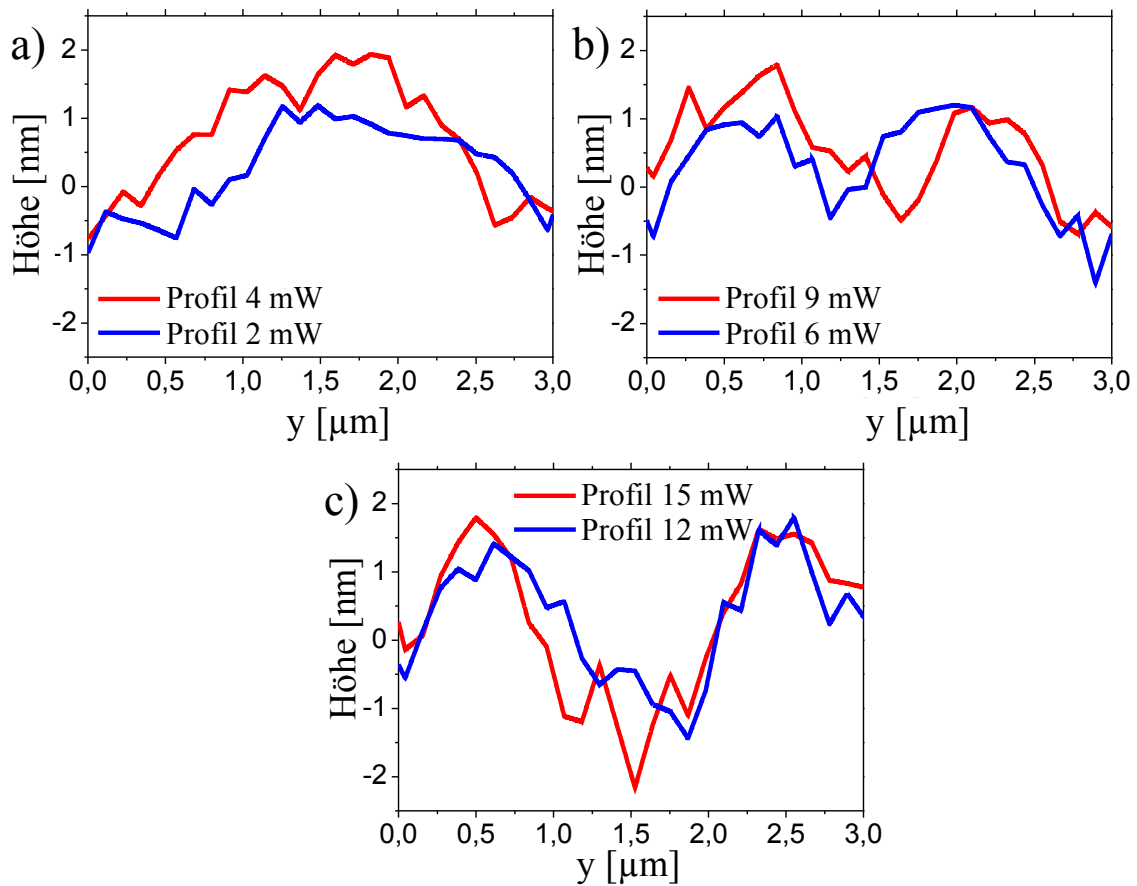 a)
Höhe [nm]
2
1
0
-1
-2
Profil 4 mW
Profil 2 mW
0,0 0,5 1,0 1,5 2,0 2,5 3,0
y [µm]
b)
Höhe [nm]
2
1
0
-1
-2
Profil 9 mW
Profil 6 mW
0,0 0,5 1,0 1,5 2,0 2,5 3,0
y [µm]
c)
Höhe [nm]
2
1
0
-1
-2
Profil 15 mW
Profil 12 mW
0,0 0,5 1,0 1,5 2,0 2,5 3,0
y [µm]